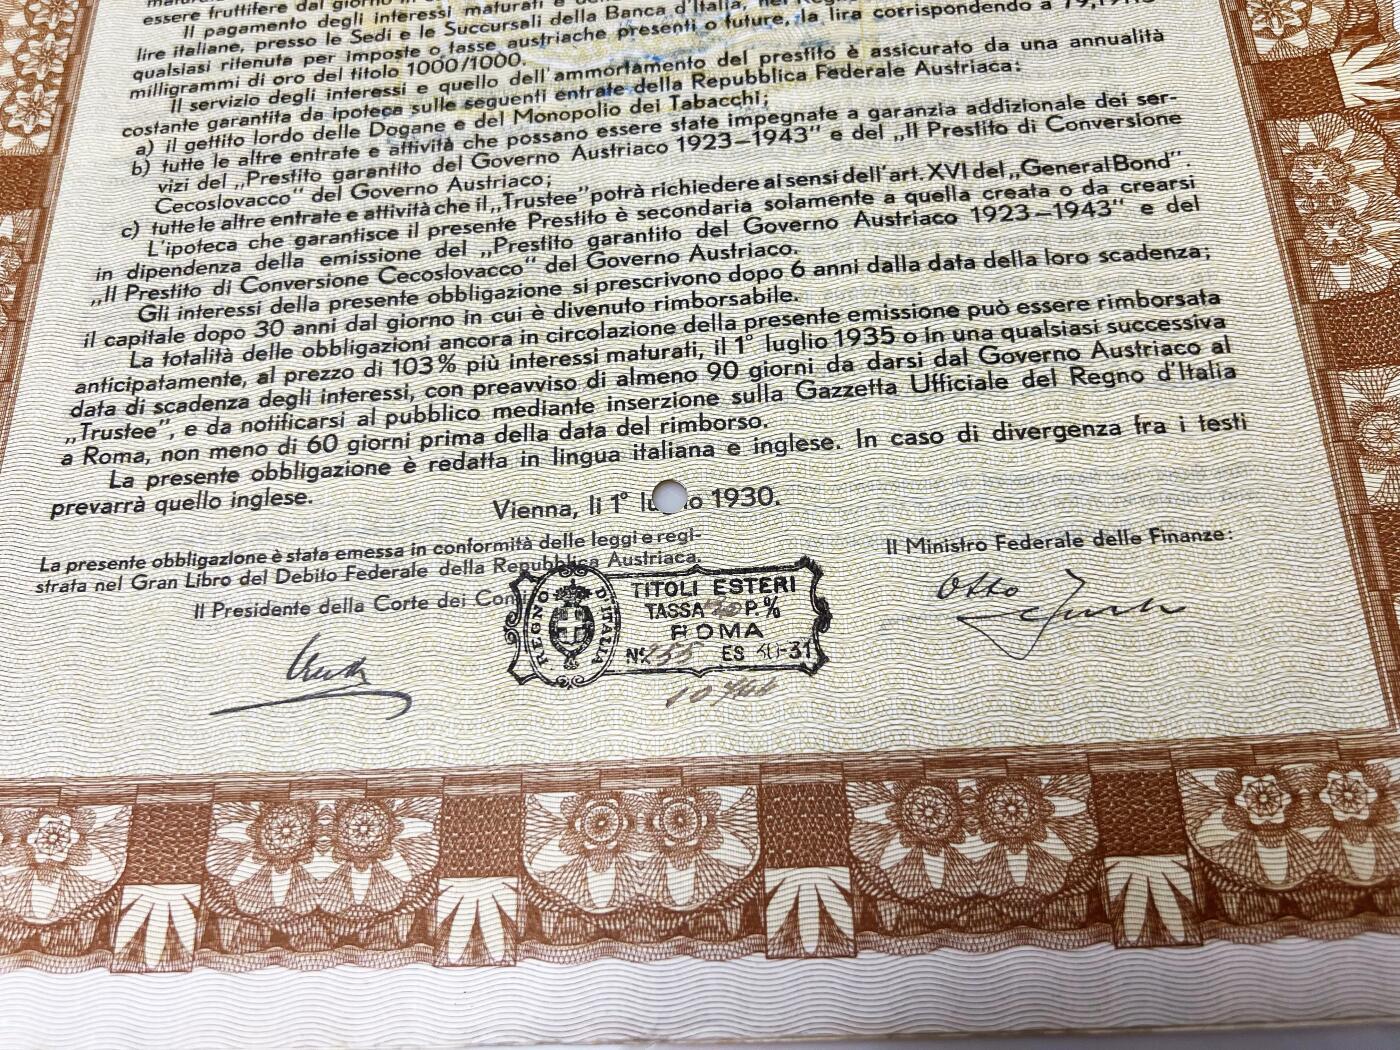 essere fruttifere dal giorno in
Il pagamento degli interessi maturati e
lire italiane, presso le Sedi e le Succursali della Banca d'Italia, nel
qualsiasi ritenuta per imposte o tasse austriache presenti o future, la lira corrispondendo a
milligrammi di oro del titolo 1000/1000.
Il servizio degli interessi e quello dell'ammortamento del prestito è assicurato da una annualità
costante garantita da ipoteca sulle seguenti entrate della Repubblica Federale Austriaca:
a) il gettito lordo delle Dogane e del Monopolio dei Tabacchi;
b) tutte le altre entrate e attività che possano essere state impegnate a garanzia addizionale dei ser-
vizi del „Prestito garantito del Governo Austriaco 1923–1943" e del „II Prestito di Conversione
Cecoslovacco" del Governo Austriaco;
c) tutte le altre entrate e attività che il „Trustee" potrà richiedere ai sensi dell'art. XVI del „General Bond".
L'ipoteca che garantisce il presente Prestito è secondaria solamente a quella creata o da crearsi
in dipendenza della emissione del „Prestito garantito del Governo Austriaco 1923–1943" e del
„II Prestito di Conversione Cecoslovacco" del Governo Austriaco.
Gli interessi della presente obbligazione si prescrivono dopo 6 anni dalla data della loro scadenza;
il capitale dopo 30 anni dal giorno in cui è divenuto rimborsabile.
La totalità delle obbligazioni ancora in circolazione della presente emissione può essere rimborsata
anticipatamente, al prezzo di 103% più interessi maturati, il 1° luglio 1935 o in una qualsiasi successiva
data di scadenza degli interessi, con preavviso di almeno 90 giorni da darsi dal Governo Austriaco al
„Trustee", e da notificarsi al pubblico mediante inserzione sulla Gazzetta Ufficiale del Regno d'Italia
a Roma, non meno di 60 giorni prima della data del rimborso.
La presente obbligazione è redatta in lingua italiana e inglese. In caso di divergenza fra i testi
prevarrà quello inglese.
Vienna, li 1° lu o 1930.
La presente obbligazione è stata emessa in conformità delle leggi e regi-
strata nel Gran Libro del Debito Federale della Repubblica Austriaca.
Il Presidente della Corte dei Con
Il Ministro Federale delle Finanze:
Otto
REGNO D'ITALIA
TITOLI ESTERI
TASSA P.%
ROMA
N° 255 ES 30-31